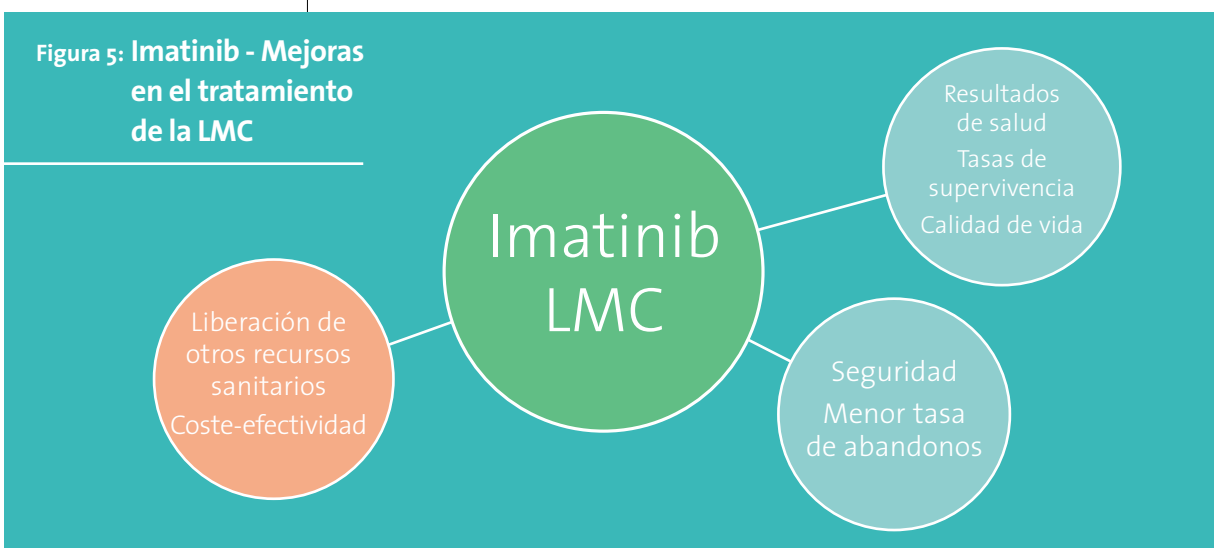 Figura 5: Imatinib - Mejoras
en el tratamiento
de la LMC
Imatinib
LMC
Resultados
de salud
Tasas de
supervivencia
Calidad de vida
Liberación de
otros recursos
sanitarios
Coste-efectividad
Seguridad
Menor tasa
de abandonos